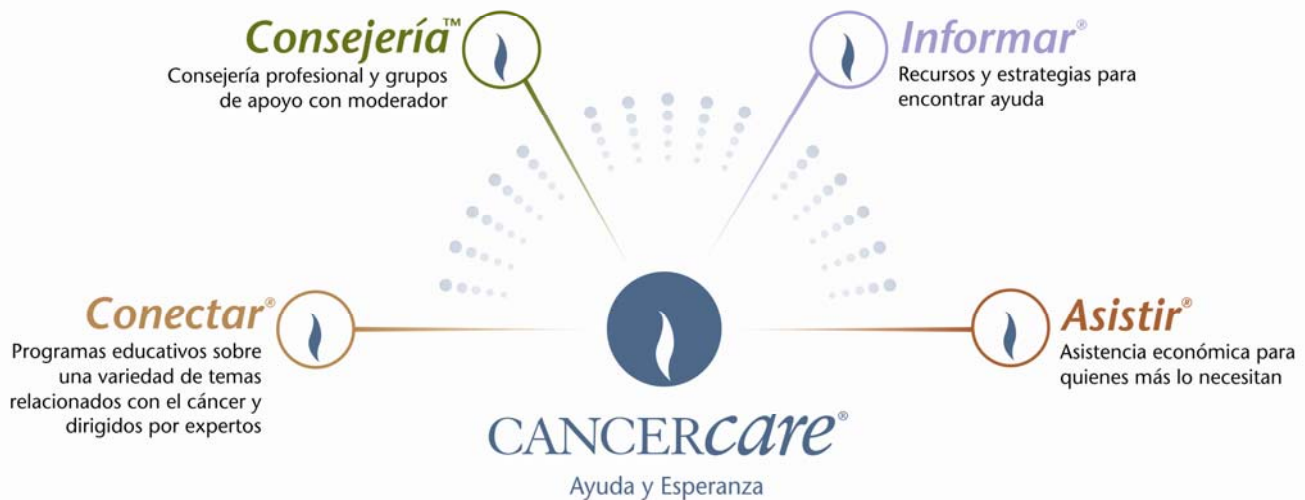 Consejería™
Consejería profesional y grupos
de apoyo con moderador
Informar®
Recursos y estrategias para
encontrar ayuda
Conectar®
Programas educativos sobre
una variedad de temas
relacionados con el cáncer y
dirigidos por expertos
Asistir®
Asistencia económica para
quienes más lo necesitan
CANCERcare®
Ayuda y Esperanza